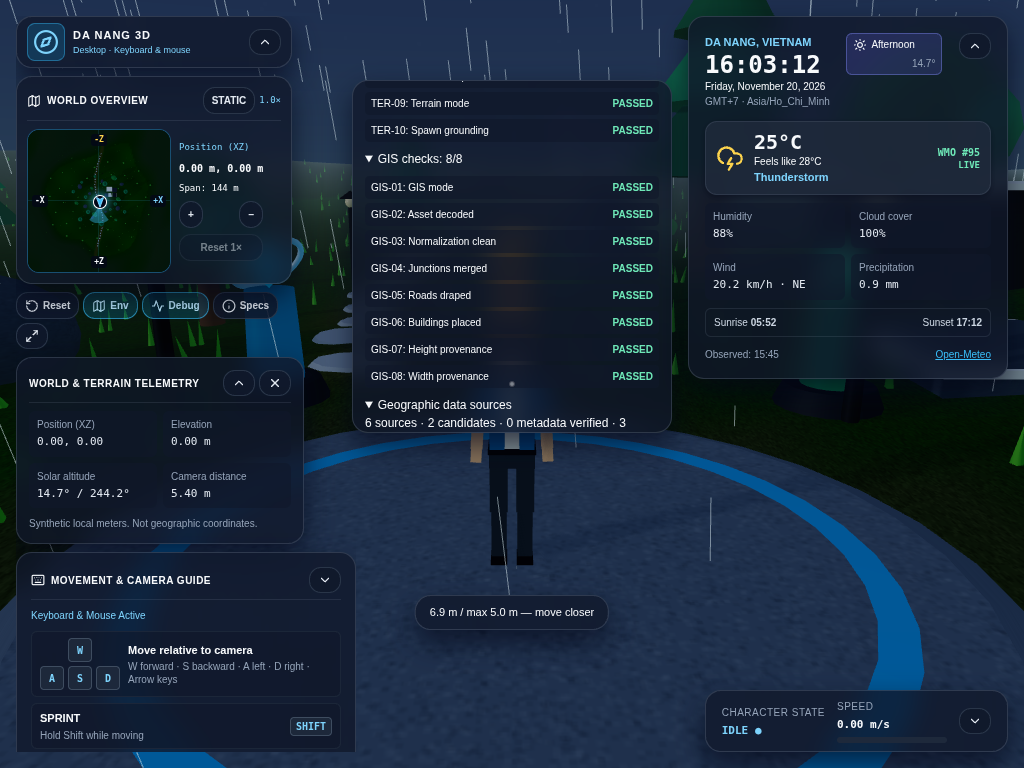 DA NANG 3D
Desktop · Keyboard & mouse
WORLD OVERVIEW
STATIC
1.0×
-Z
-X
+X
+Z
Position (XZ)
0.00 m, 0.00 m
Span: 144 m
+
−
Reset 1×
Reset
Env
Debug
Specs
WORLD & TERRAIN TELEMETRY
Position (XZ)
0.00, 0.00
Elevation
0.00 m
Solar altitude
14.7° / 244.2°
Camera distance
5.40 m
Synthetic local meters. Not geographic coordinates.
MOVEMENT & CAMERA GUIDE
Keyboard & Mouse Active
W
A S D
Move relative to camera
W forward · S backward · A left · D right ·
Arrow keys
SPRINT
Hold Shift while moving
SHIFT
TER-09: Terrain mode PASSED
TER-10: Spawn grounding PASSED
▼ GIS checks: 8/8
GIS-01: GIS mode PASSED
GIS-02: Asset decoded PASSED
GIS-03: Normalization clean PASSED
GIS-04: Junctions merged PASSED
GIS-05: Roads draped PASSED
GIS-06: Buildings placed PASSED
GIS-07: Height provenance PASSED
GIS-08: Width provenance PASSED
▼ Geographic data sources
6 sources · 2 candidates · 0 metadata verified · 3
6.9 m / max 5.0 m — move closer
DA NANG, VIETNAM
16:03:12
Friday, November 20, 2026
GMT+7 · Asia/Ho_Chi_Minh
Afternoon
14.7°
25°C
Feels like 28°C
Thunderstorm
WMO #95
LIVE
Humidity
88%
Cloud cover
100%
Wind
20.2 km/h · NE
Precipitation
0.9 mm
Sunrise 05:52
Sunset 17:12
Observed: 15:45
Open-Meteo
CHARACTER STATE
IDLE ●
SPEED
0.00 m/s